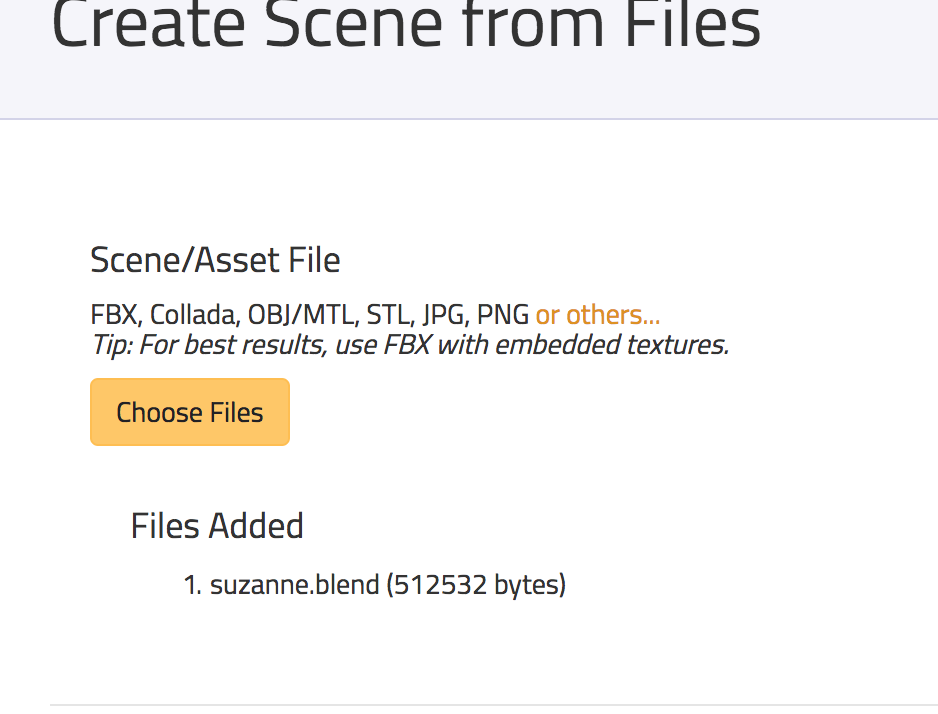 Create Scene from Files
Scene/Asset File
FBX, Collada, OBJ/MTL, STL, JPG, PNG or others...
Tip: For best results, use FBX with embedded textures.
Choose Files
Files Added
1. suzanne.blend (512532 bytes)